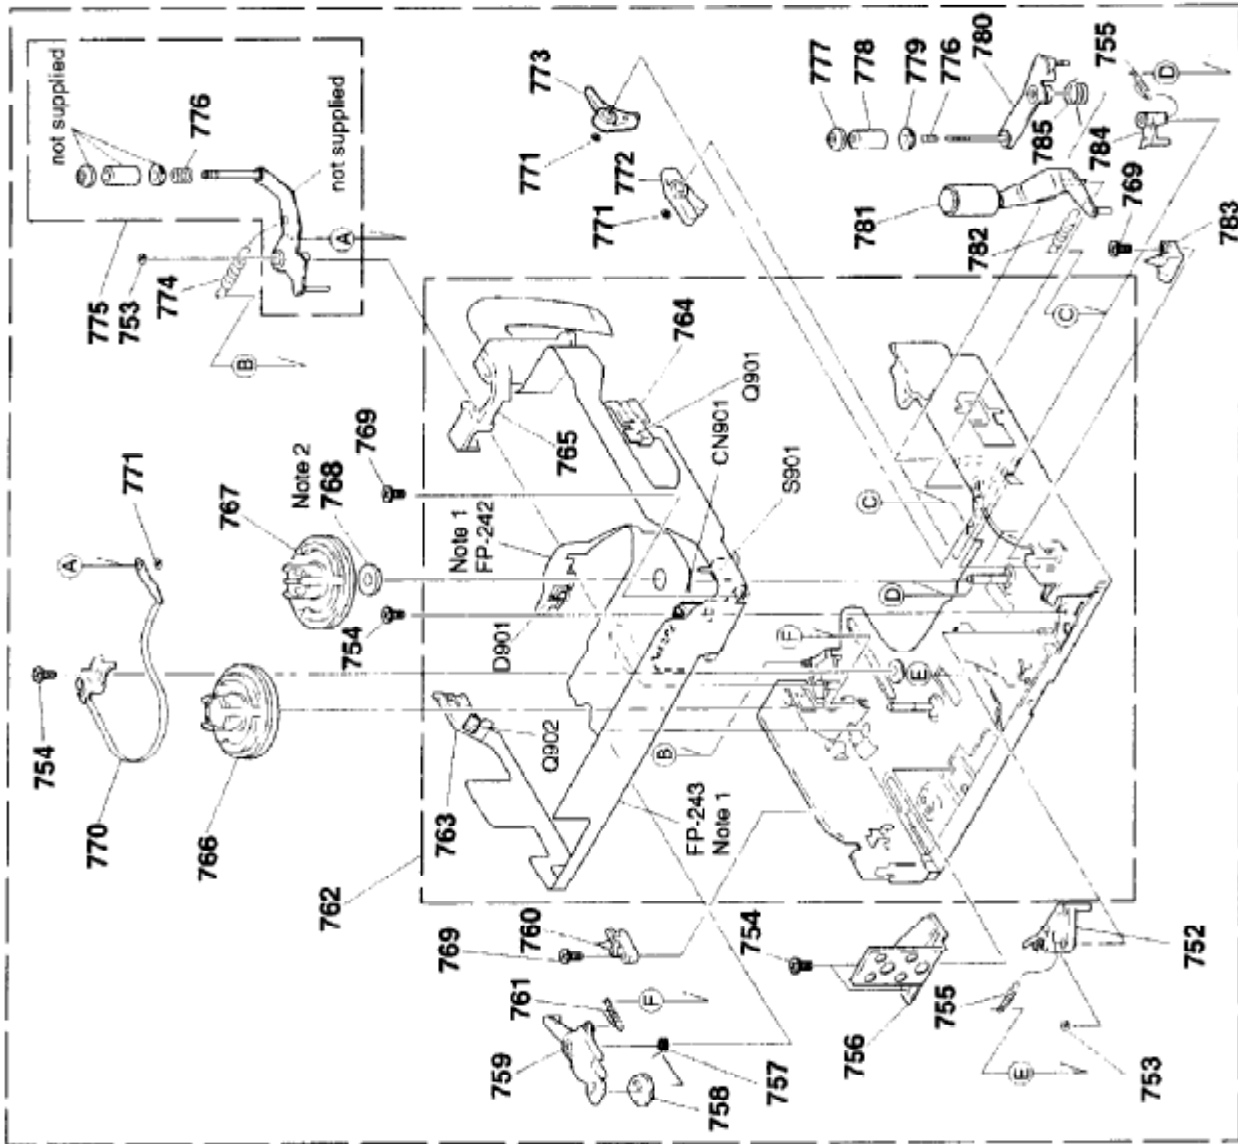 not supplied
776
not supplied
A
775
753
774
B
773
771
772
771
777
778
779
776
780
785
755
D
784
769
781
782
783
C
C
764
Q901
765
CN901
769
S901
Note 1
FP-242
D901
754
767
Note 2
768
771
A
754
770
766
763
Q902
762
FP-243
Note 1
B
F
E
D
769
760
761
F
759
757
758
754
756
755
752
753
E